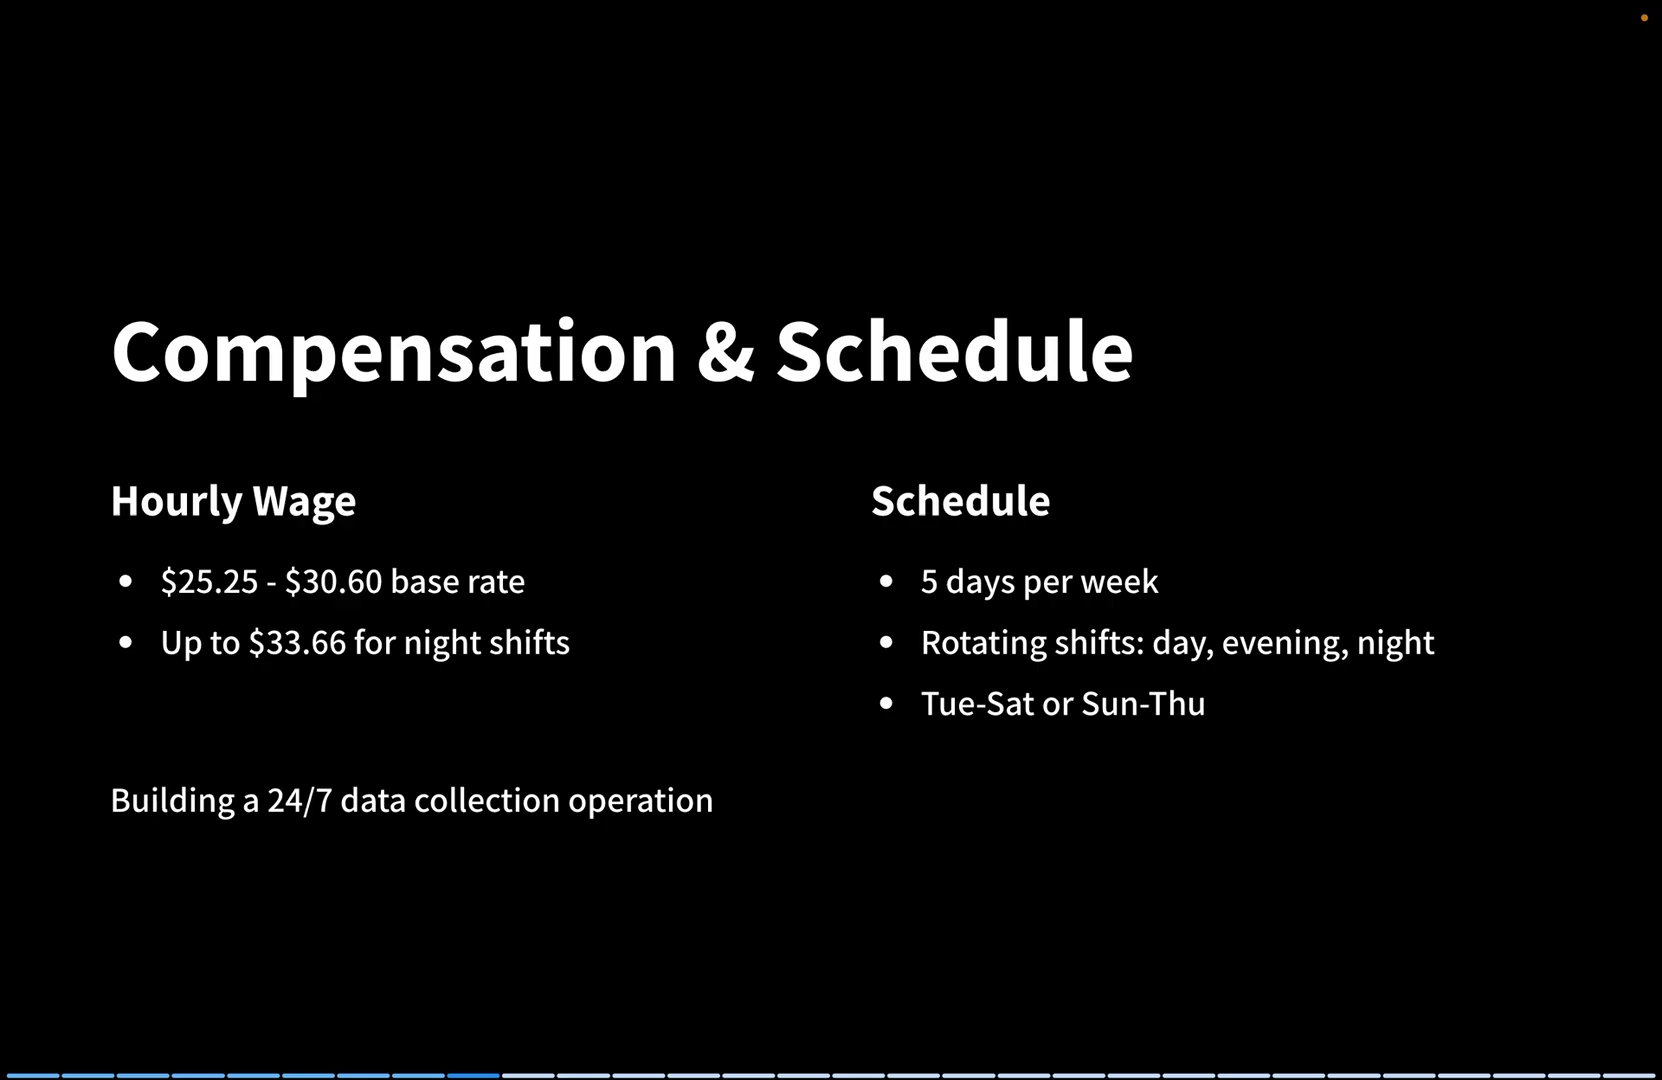 Compensation & Schedule
Hourly Wage
• $25.25 - $30.60 base rate
• Up to $33.66 for night shifts
Schedule
• 5 days per week
• Rotating shifts: day, evening, night
• Tue-Sat or Sun-Thu
Building a 24/7 data collection operation